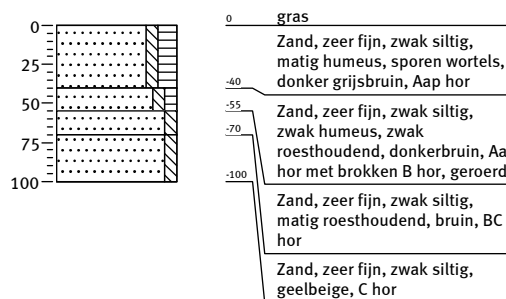 0
25
50
75
100
0 gras
Zand, zeer fijn, zwak siltig,
matig humeus, sporen wortels,
donker grijsbruin, Aap hor
-40
Zand, zeer fijn, zwak siltig,
zwak humeus, zwak
roesthoudend, donkerbruin, Aa
hor met brokken B hor, geroerd
-55
Zand, zeer fijn, zwak siltig,
matig roesthoudend, bruin, BC
hor
-70
Zand, zeer fijn, zwak siltig,
geelbeige, C hor
-100